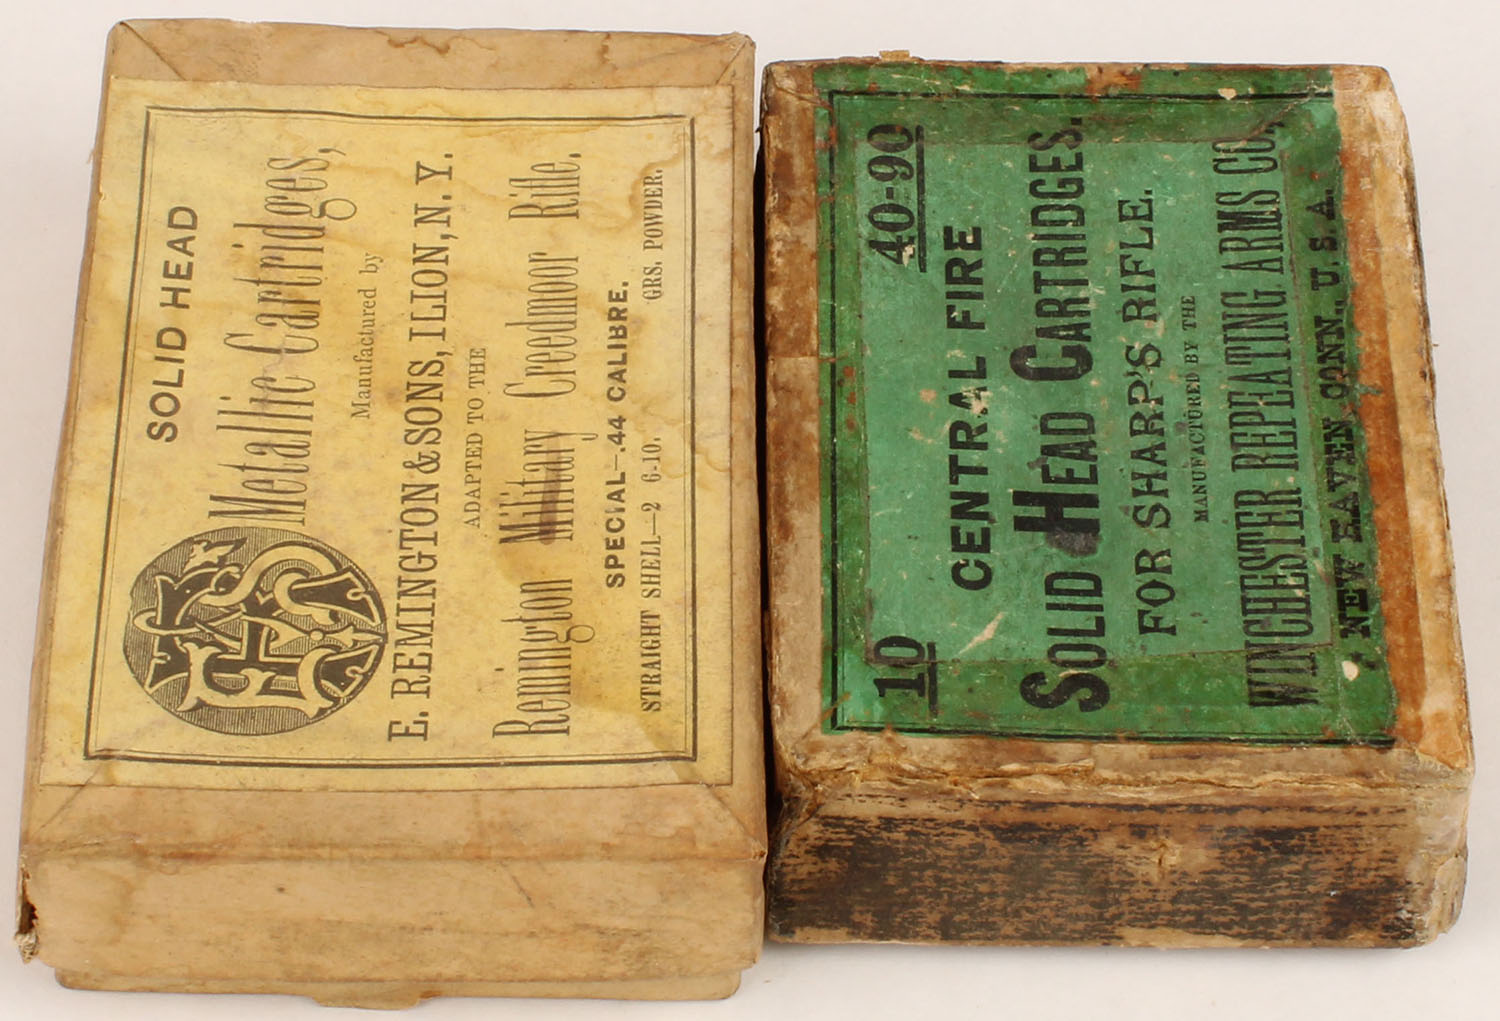 SOLID HEAD
Metallic Cartridges,
Manufactured by
E. REMINGTON & SONS, ILION, N. Y.
ADAPTED TO THE
Remington Military Creedmoor Rifle,
SPECIAL—.44 CALIBRE.
STRAIGHT SHELL—2 6-10. GRS. POWDER.
10 40-90
CENTRAL FIRE
SOLID HEAD CARTRIDGES.
FOR SHARP'S RIFLE.
MANUFACTURED BY THE
WINCHESTER REPEATING ARMS CO.,
NEW HAVEN CONN., U. S. A.